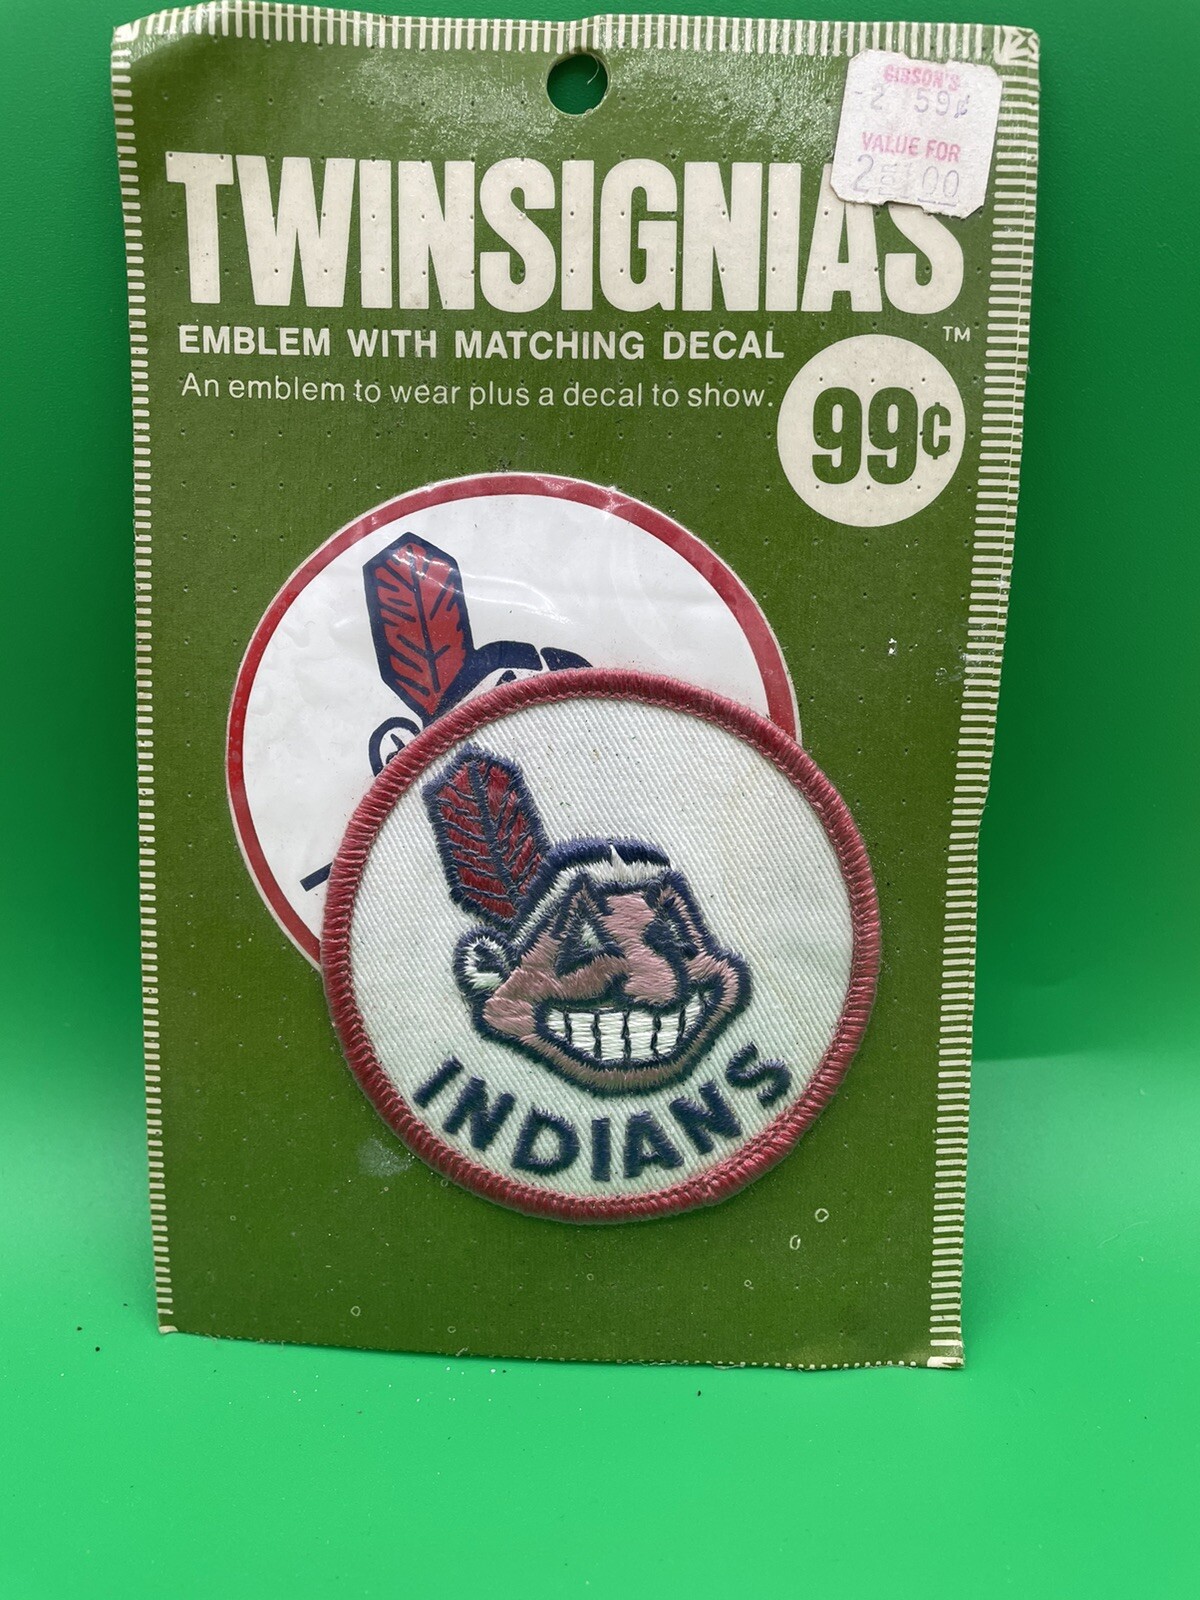 GIBSON'S
2 59¢
VALUE FOR
2 1.00
TWINSIGNIAS
TM
EMBLEM WITH MATCHING DECAL
An emblem to wear plus a decal to show.
99¢
INDIANS